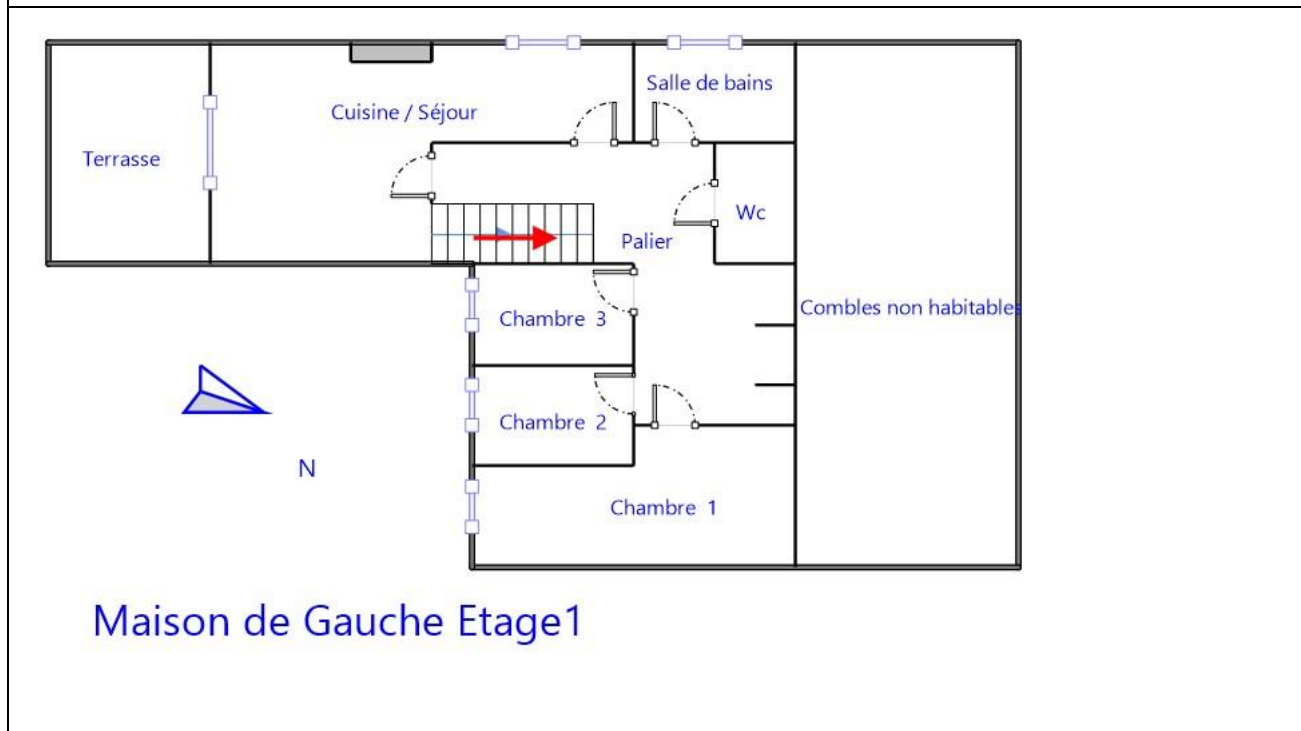 Salle de bains
Cuisine / Séjour
Terrasse
Wc
Palier
Combles non habitables
Chambre 3
Chambre 2
N
Chambre 1
Maison de Gauche Etage1